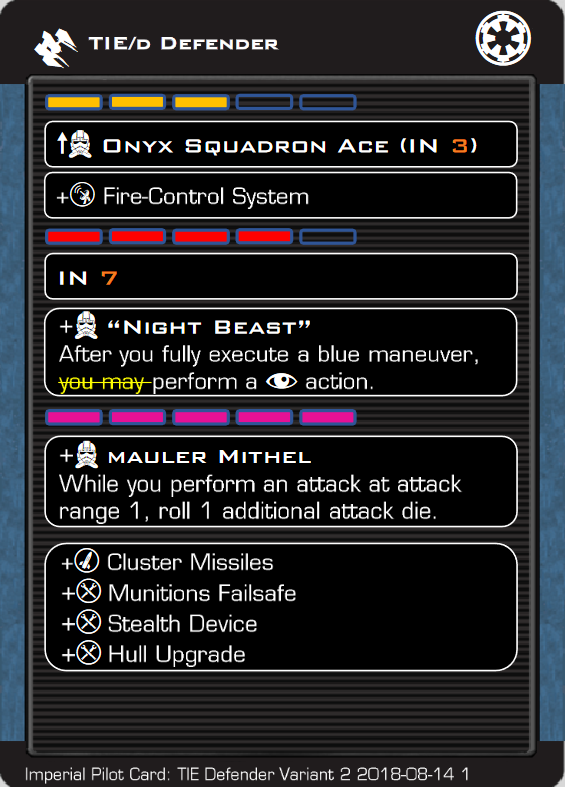 TIE/d Defender
Onyx Squadron Ace (IN 3)
+ Fire-Control System
IN 7
+ “Night Beast”
After you fully execute a blue maneuver,
you may perform a action.
+ mauler Mithel
While you perform an attack at attack
range 1, roll 1 additional attack die.
+ Cluster Missiles
+ Munitions Failsafe
+ Stealth Device
+ Hull Upgrade
Imperial Pilot Card: TIE Defender Variant 2 2018-08-14 1